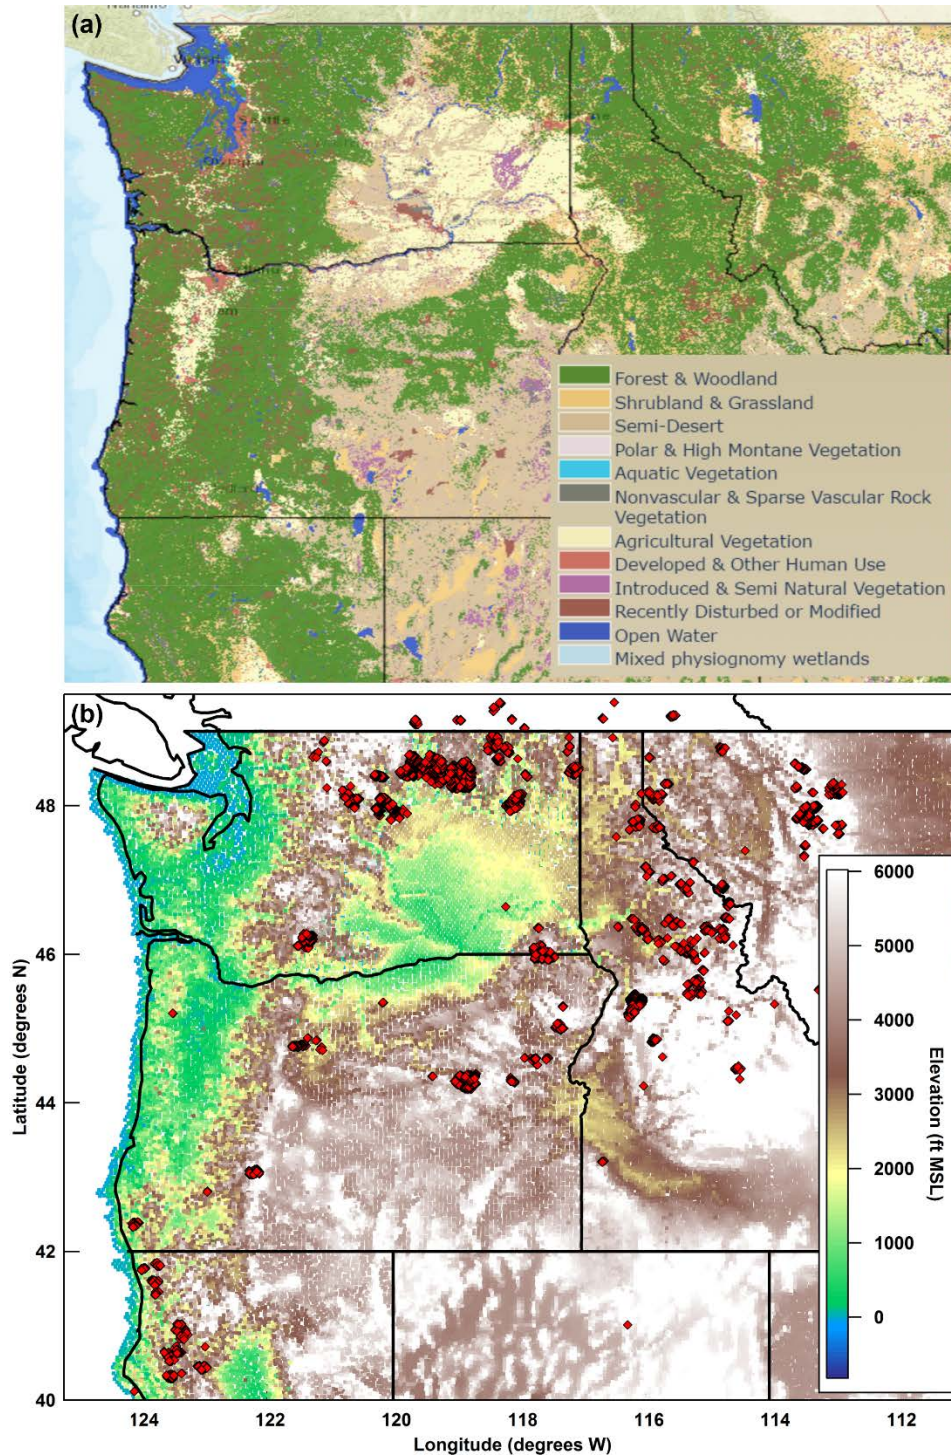 (a)
Forest & Woodland
Shrubland & Grassland
Semi-Desert
Polar & High Montane Vegetation
Aquatic Vegetation
Nonvascular & Sparse Vascular Rock
Vegetation
Agricultural Vegetation
Developed & Other Human Use
Introduced & Semi Natural Vegetation
Recently Disturbed or Modified
Open Water
Mixed physiognomy wetlands
(b)
48
46
44
42
40
Latitude (degrees N)
6000
5000
4000
3000
2000
1000
0
Elevation (ft MSL)
124
122
120
118
116
114
112
Longitude (degrees W)